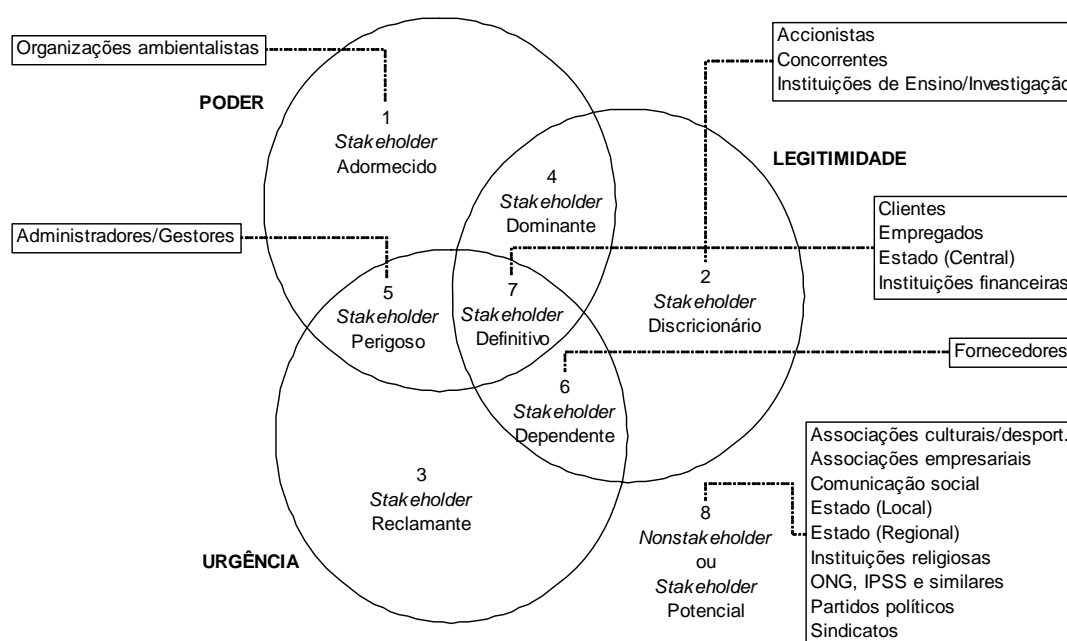 Organizações ambientalistas
PODER
1
Stakeholder
Adormecido
Accionistas
Concorrentes
Instituições de Ensino/Investigação
LEGITIMIDADE
4
Stakeholder
Dominante
Administradores/Gestores
Clientes
Empregados
Estado (Central)
Instituições financeiras
5
Stakeholder
Perigoso
7
Stakeholder
Definitivo
2
Stakeholder
Discricionário
Fornecedores
6
Stakeholder
Dependente
3
Stakeholder
Reclamante
URGÊNCIA
8
Nonstakeholder
ou
Stakeholder
Potencial
Associações culturais/desport.
Associações empresariais
Comunicação social
Estado (Local)
Estado (Regional)
Instituições religiosas
ONG, IPSS e similares
Partidos políticos
Sindicatos